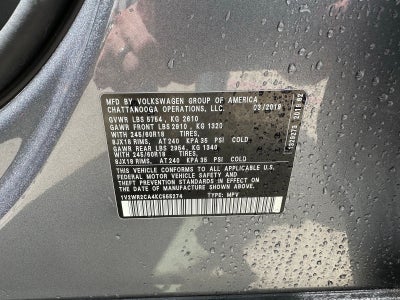 MFD BY VOLKSWAGEN GROUP OF AMERICA
CHATTANOOGA OPERATIONS, LLC. 03/2019
GVWR LBS 5754 , KG 2610
GAWR FRONT LBS 2910 , KG 1320
WITH 245/60R18 TIRES,
8JX18 RIMS, AT 240 KPA 35 PSI COLD
GAWR REAR LBS 2954, KG 1340
WITH 245/60R18 TIRES,
8JX18 RIMS, AT 240 KPA 35 PSI COLD
THIS VEHICLE CONFORMS TO ALL APPLICABLE U.S.
FEDERAL MOTOR VEHICLE SAFETY AND
THEFT PREVENTION STANDARDS IN EFFECT ON THE
DATE OF MANUFACTURE SHOWN ABOVE.
TYPE: MPV